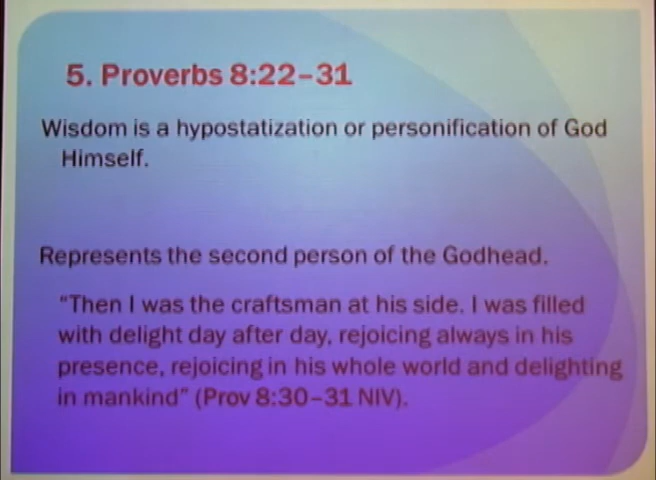 5. Proverbs 8:22–31
Wisdom is a hypostatization or personification of God
Himself.
Represents the second person of the Godhead.
“Then I was the craftsman at his side. I was filled
with delight day after day, rejoicing always in his
presence, rejoicing in his whole world and delighting
in mankind” (Prov 8:30–31 NIV).